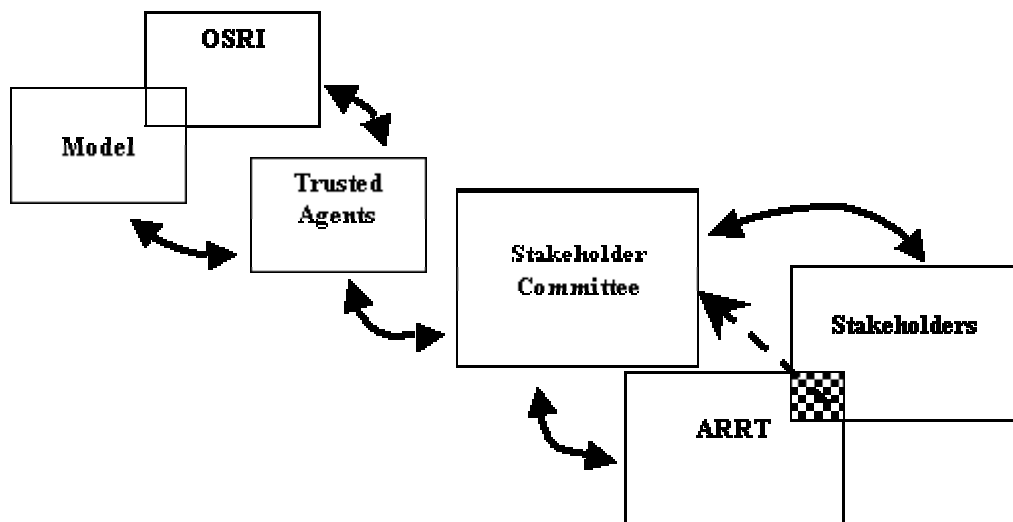 OSRI
Model
Trusted
Agents
Stakeholder
Committee
Stakeholders
ARRT